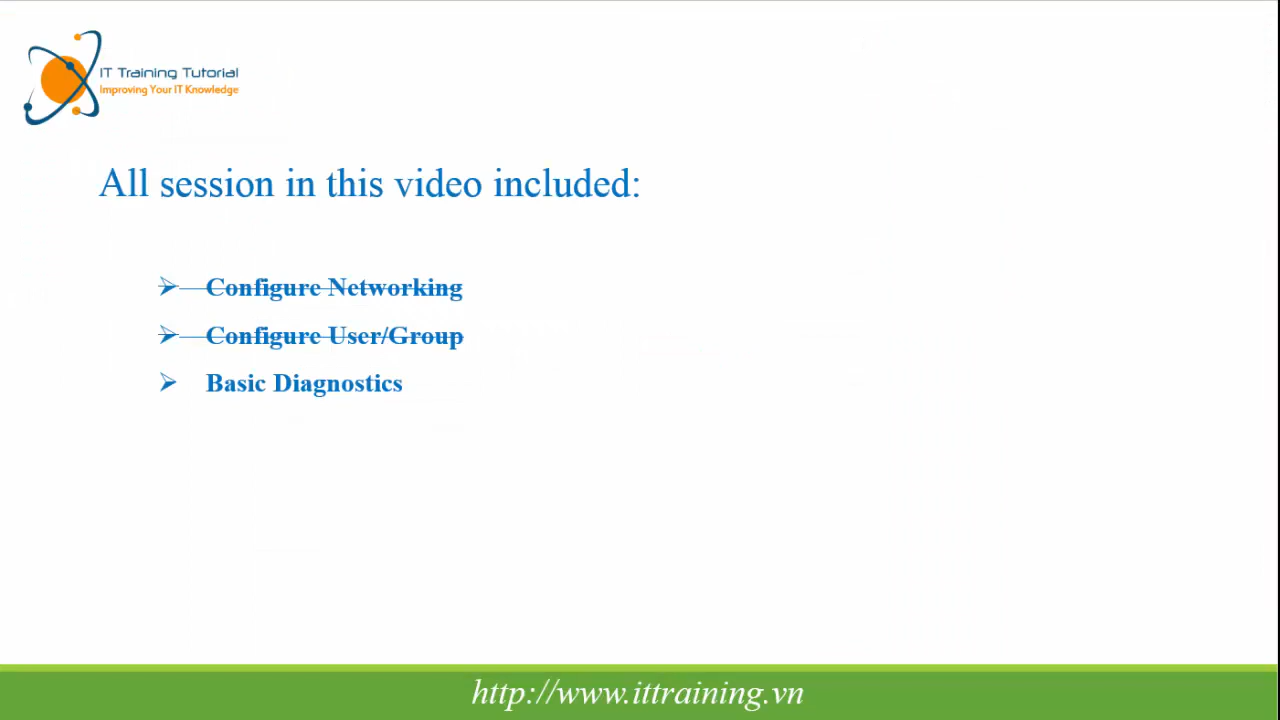 IT Training Tutorial
Improving Your IT Knowledge
All session in this video included:
Configure Networking
Configure User/Group
Basic Diagnostics
http://www.ittraining.vn